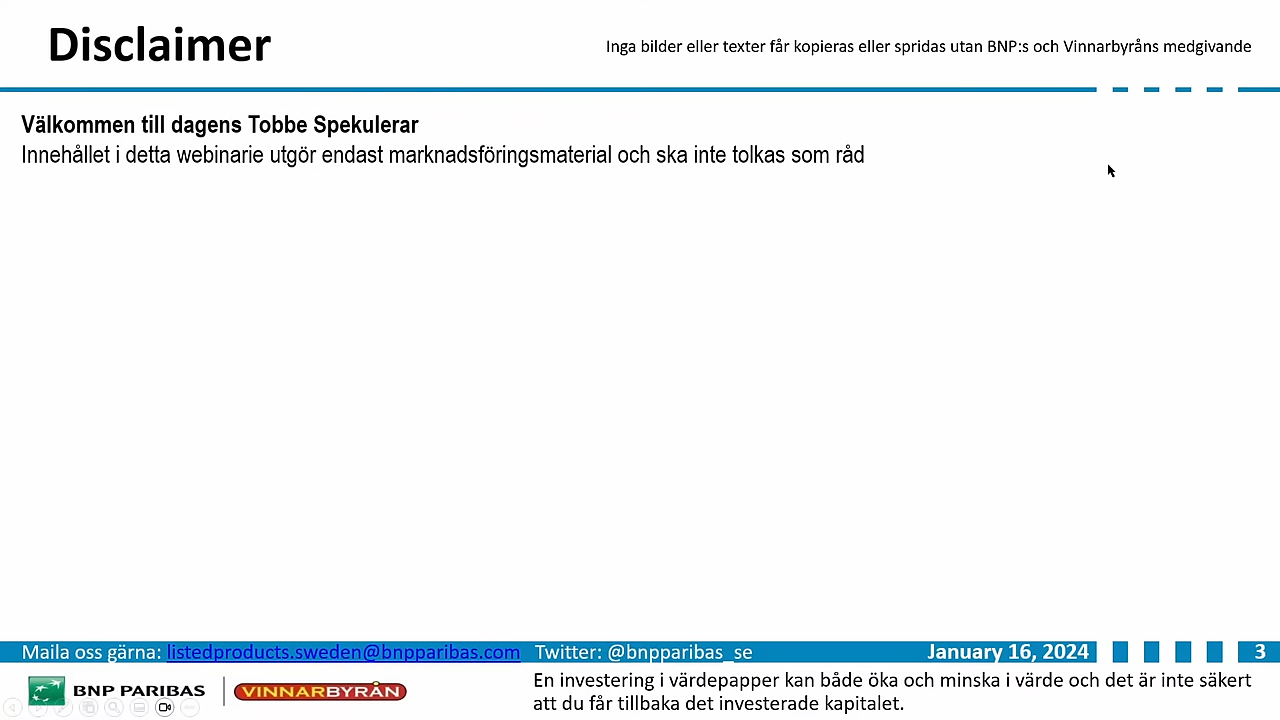 Disclaimer
Inga bilder eller texter får kopieras eller spridas utan BNP:s och Vinnarbyråns medgivande
Välkommen till dagens Tobbe Spekulerar
Innehållet i detta webinarie utgör endast marknadsföringsmaterial och ska inte tolkas som råd
Maila oss gärna: listedproducts.sweden@bnpparibas.com Twitter: @bnpparibas_se January 16, 2024 3
BNP PARIBAS VINNARBYRÅN
En investering i värdepapper kan både öka och minska i värde och det är inte säkert
att du får tillbaka det investerade kapitalet.